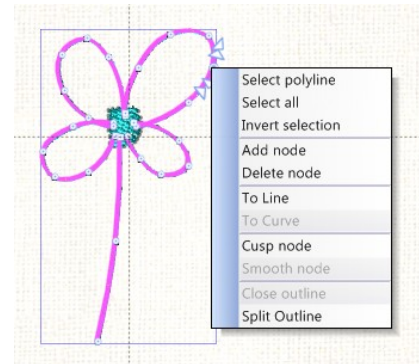 Select polyline
Select all
Invert selection
Add node
Delete node
To Line
To Curve
Cusp node
Smooth node
Close outline
Split Outline